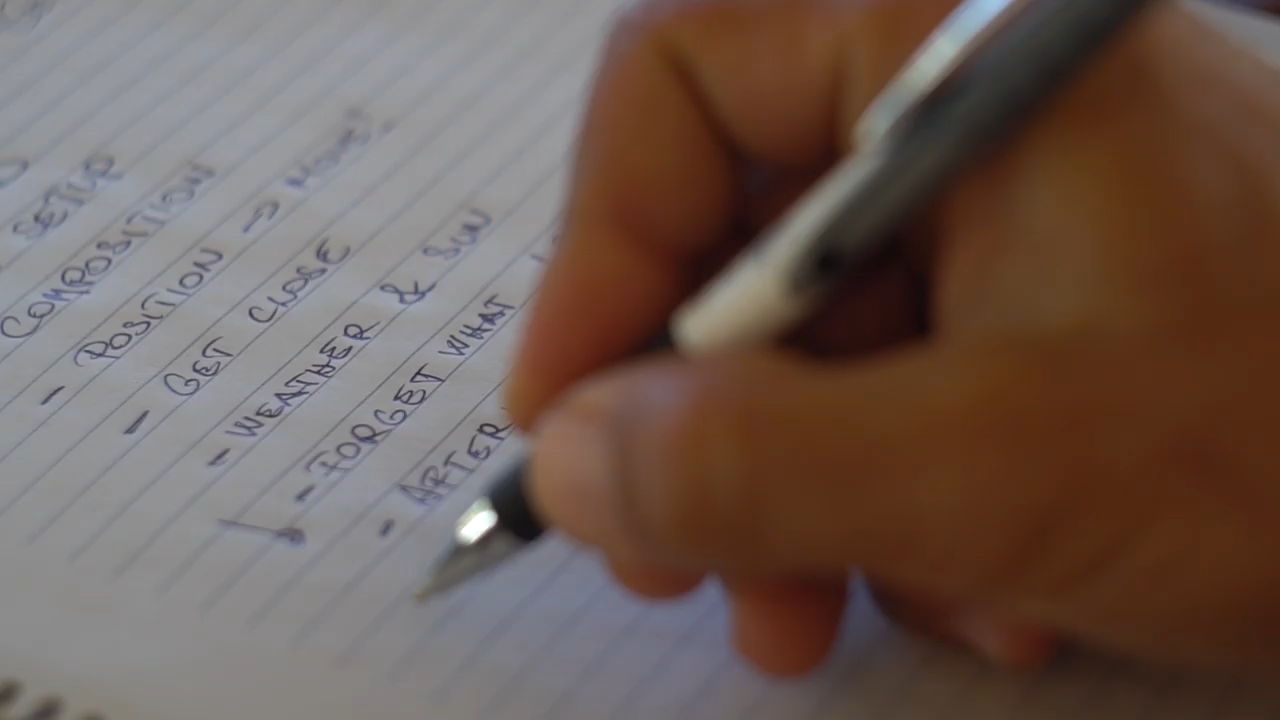 SETUP
COMPOSITION
- POSITION → MOVE!
- GET CLOSE
- WEATHER & SUN
- FORGET WHAT
- AFTER